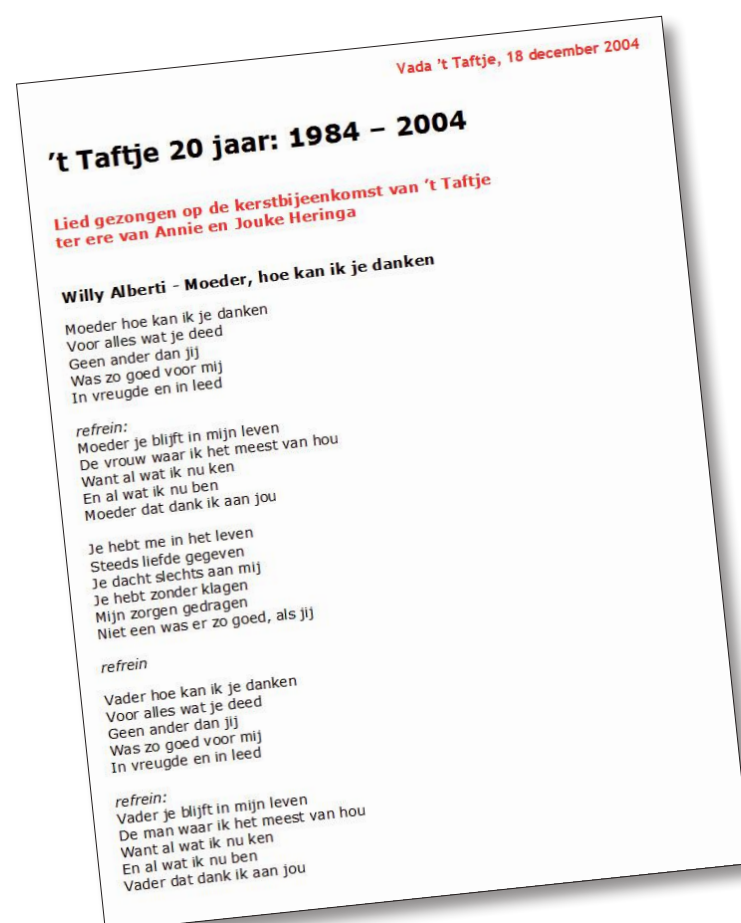 Vada 't Taftje, 18 december 2004
't Taftje 20 jaar: 1984 – 2004
Lied gezongen op de kerstbijeenkomst van 't Taftje
ter ere van Annie en Jouke Heringa
Willy Alberti - Moeder, hoe kan ik je danken
Moeder hoe kan ik je danken
Voor alles wat je deed
Geen ander dan jij
Was zo goed voor mij
In vreugde en in leed
refrein:
Moeder je blijft in mijn leven
De vrouw waar ik het meest van hou
Want al wat ik nu ken
En al wat ik nu ben
Moeder dat dank ik aan jou
Je hebt me in het leven
Steeds liefde gegeven
Je dacht slechts aan mij
Je hebt zonder klagen
Mijn zorgen gedragen
Niet een was er zo goed, als jij
refrein
Vader hoe kan ik je danken
Voor alles wat je deed
Geen ander dan jij
Was zo goed voor mij
In vreugde en in leed
refrein:
Vader je blijft in mijn leven
De man waar ik het meest van hou
Want al wat ik nu ken
En al wat ik nu ben
Vader dat dank ik aan jou